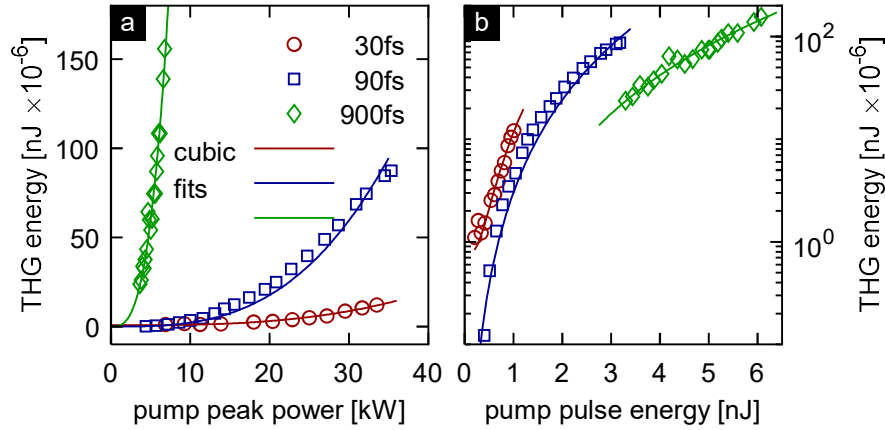 a
THG energy [nJ ×10⁻⁶]
150
100
50
0
0 10 20 30 40
pump peak power [kW]
30fs
90fs
900fs
cubic
fits
b
0 1 2 3 4 5 6
pump pulse energy [nJ]
10²
10⁰
THG energy [nJ ×10⁻⁶]